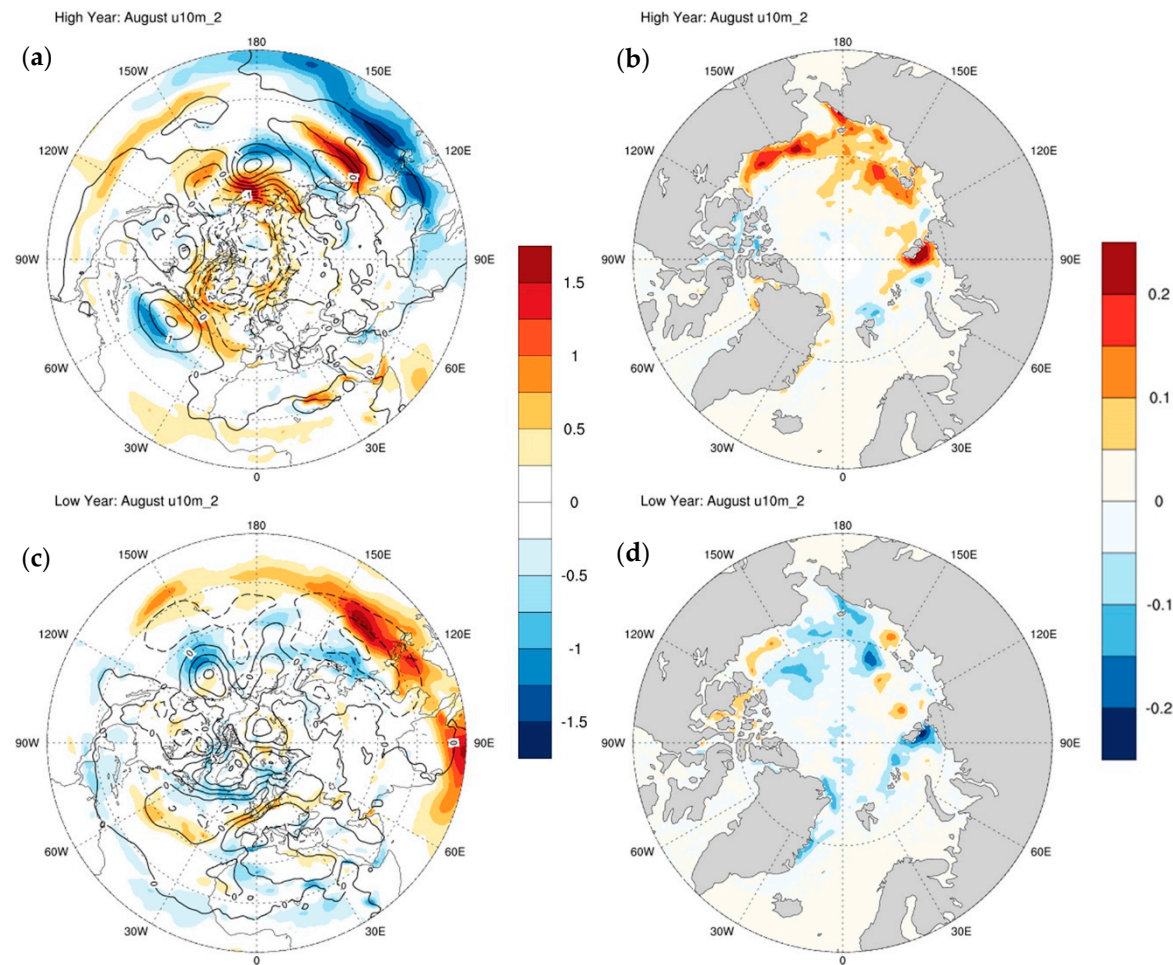 High Year: August u10m_2
High Year: August u10m_2
(a)
(b)
180
150W
150E
120W
120E
90W
90E
60W
60E
30W
30E
0
180
150W
150E
120W
120E
90W
90E
60W
60E
30W
30E
0
1.5
1
0.5
0
-0.5
-1
-1.5
0.2
0.1
0
-0.1
-0.2
Low Year: August u10m_2
Low Year: August u10m_2
(c)
(d)
180
150W
150E
120W
120E
90W
90E
60W
60E
30W
30E
0
180
150W
150E
120W
120E
90W
90E
60W
60E
30W
30E
0